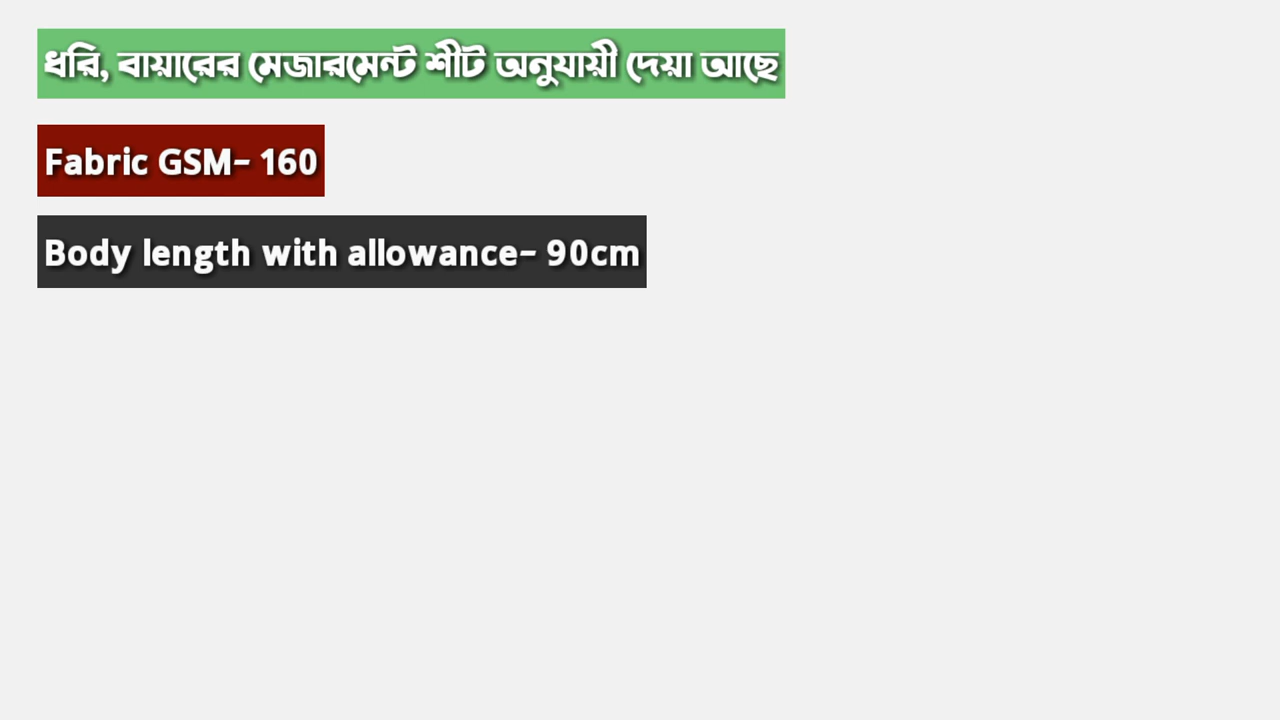 ধরি, বায়ারের মেজারমেন্ট শীট অনুযায়ী দেয়া আছে
Fabric GSM- 160
Body length with allowance- 90cm